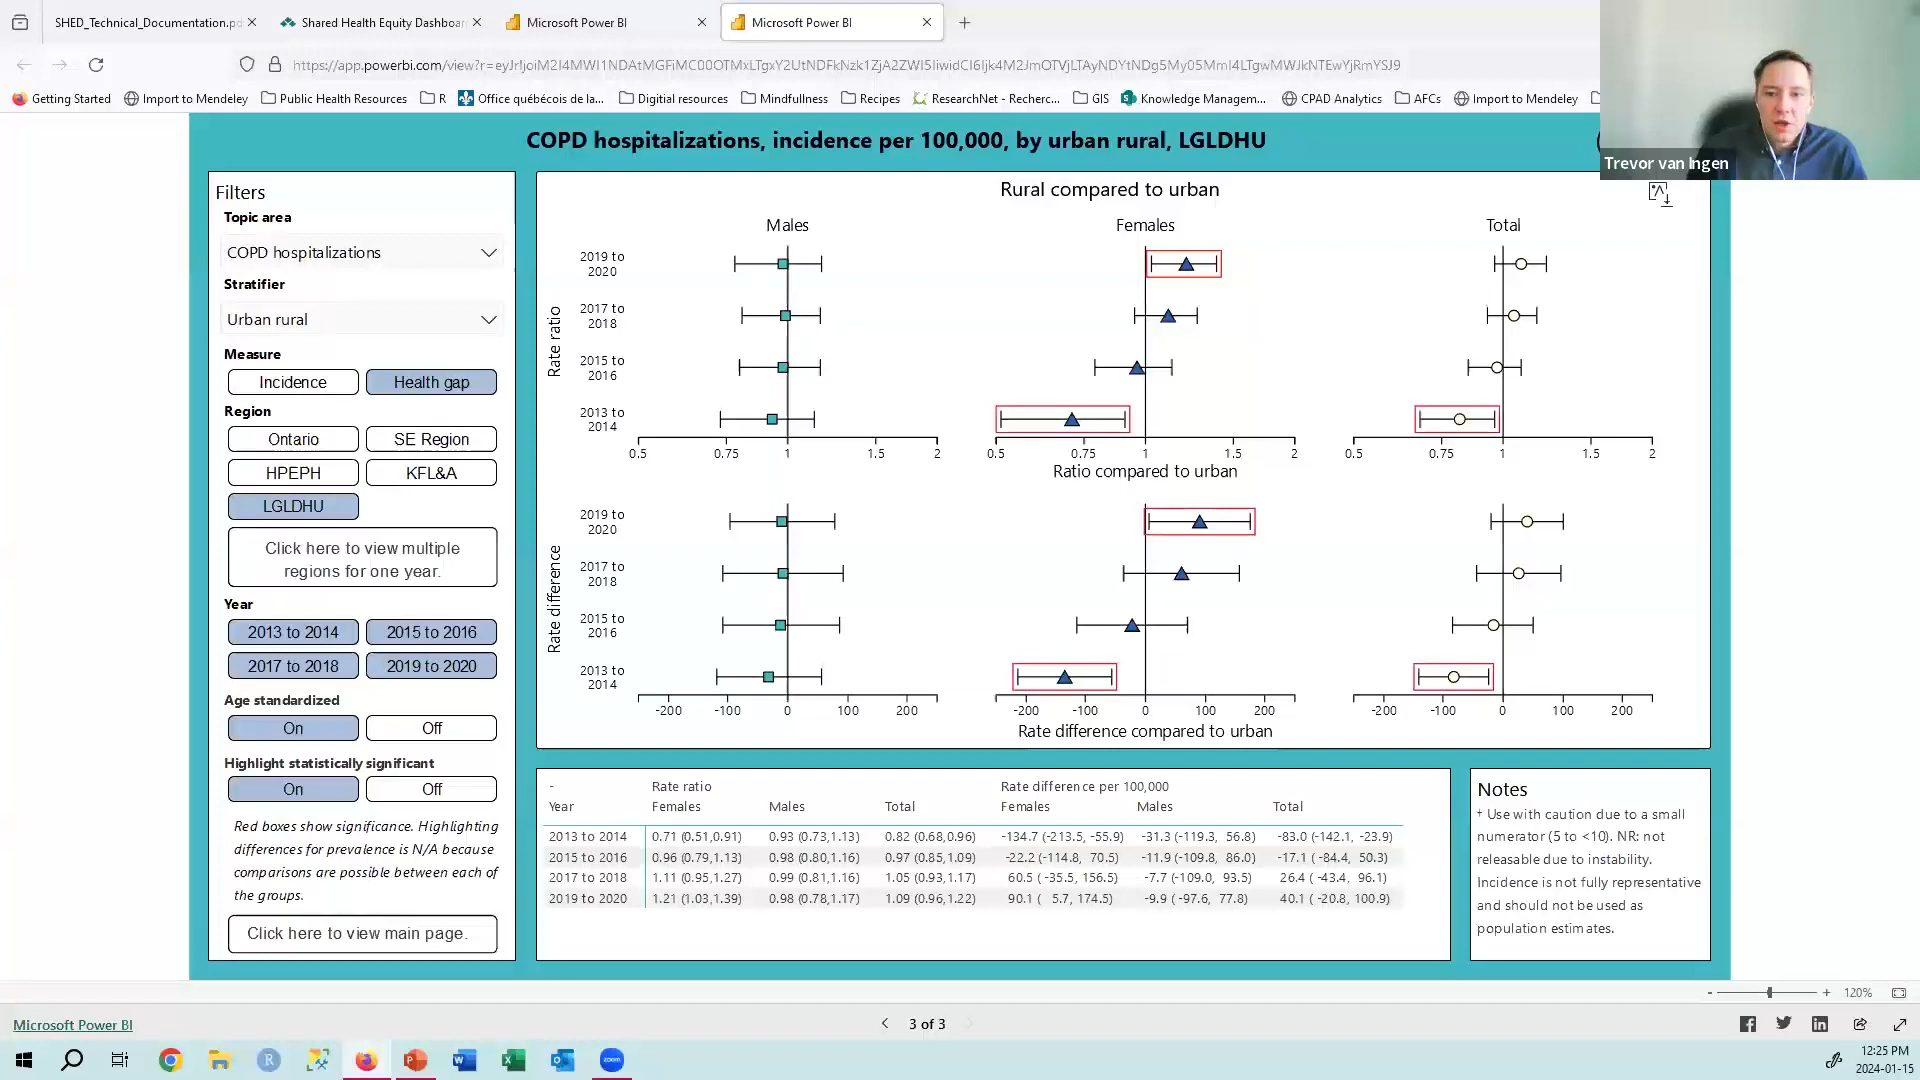 SHED_Technical_Documentation.pd
Shared Health Equity Dashboar
Microsoft Power BI
Microsoft Power BI
Getting Started
Import to Mendeley
Public Health Resources
R
Office québécois de la...
Digitial resources
Mindfullness
Recipes
ResearchNet - Recherc...
GIS
Knowledge Managem...
CPAD Analytics
AFCs
Import to Mendeley
Trevor van Ingen
COPD hospitalizations, incidence per 100,000, by urban rural, LGLDHU
Filters
Topic area
COPD hospitalizations
Stratifier
Urban rural
Measure
Incidence Health gap
Region
Ontario SE Region
HPEPH KFL&A
LGLDHU
Click here to view multiple
regions for one year.
Year
2013 to 2014 2015 to 2016
2017 to 2018 2019 to 2020
Age standardized
On Off
Highlight statistically significant
On Off
Red boxes show significance. Highlighting
differences for prevalence is N/A because
comparisons are possible between each of
the groups.
Click here to view main page.
Rural compared to urban
Males Females Total
Rate ratio
2019 to
2020
2017 to
2018
2015 to
2016
2013 to
2014
0.5 0.75 1 1.5 2 0.5 0.75 1 1.5 2 0.5 0.75 1 1.5 2
Ratio compared to urban
Rate difference
2019 to
2020
2017 to
2018
2015 to
2016
2013 to
2014
-200 -100 0 100 200 -200 -100 0 100 200 -200 -100 0 100 200
Rate difference compared to urban
- Rate ratio Rate difference per 100,000
Year Females Males Total Females Males Total
2013 to 2014 0.71 (0.51,0.91) 0.93 (0.73,1.13) 0.82 (0.68,0.96) -134.7 (-213.5, -55.9) -31.3 (-119.3, 56.8) -83.0 (-142.1, -23.9)
2015 to 2016 0.96 (0.79,1.13) 0.98 (0.80,1.16) 0.97 (0.85,1.09) -22.2 (-114.8, 70.5) -11.9 (-109.8, 86.0) -17.1 ( -84.4, 50.3)
2017 to 2018 1.11 (0.95,1.27) 0.99 (0.81,1.16) 1.05 (0.93,1.17) 60.5 ( -35.5, 156.5) -7.7 (-109.0, 93.5) 26.4 ( -43.4, 96.1)
2019 to 2020 1.21 (1.03,1.39) 0.98 (0.78,1.17) 1.09 (0.96,1.22) 90.1 ( 5.7, 174.5) -9.9 ( -97.6, 77.8) 40.1 ( -20.8, 100.9)
Notes
† Use with caution due to a small
numerator (5 to <10). NR: not
releasable due to instability.
Incidence is not fully representative
and should not be used as
population estimates.
- + 120%
Microsoft Power BI
3 of 3
zoom
12:25 PM
2024-01-15